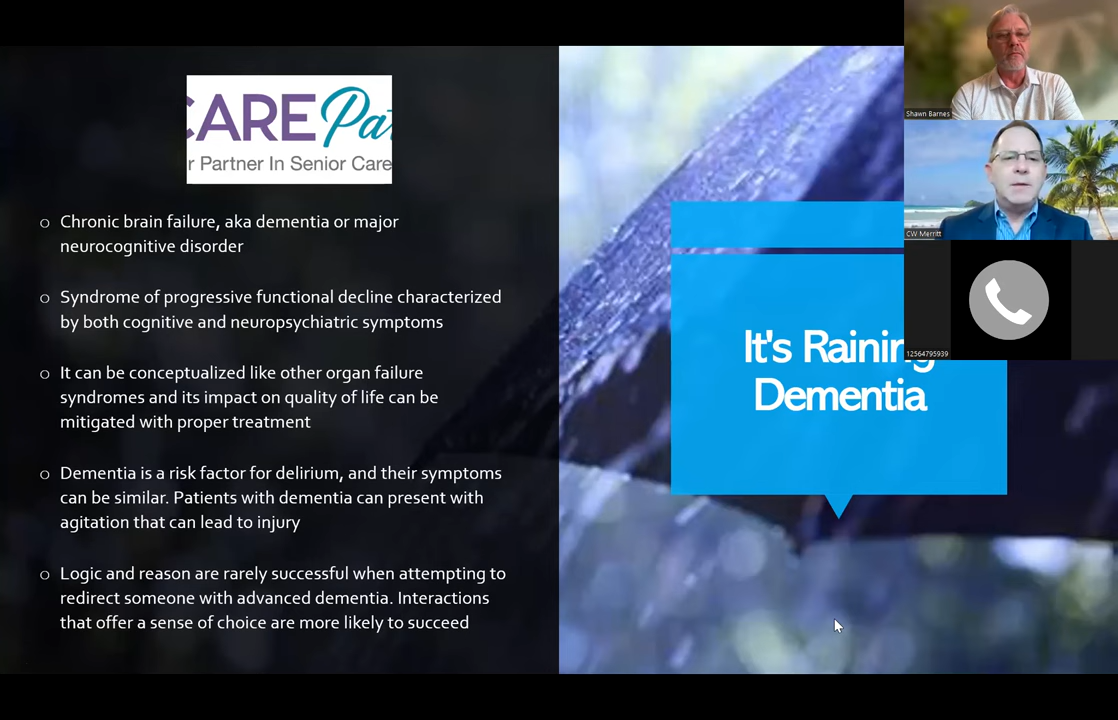 CARE Pa
r Partner In Senior Care
o Chronic brain failure, aka dementia or major
neurocognitive disorder
o Syndrome of progressive functional decline characterized
by both cognitive and neuropsychiatric symptoms
o It can be conceptualized like other organ failure
syndromes and its impact on quality of life can be
mitigated with proper treatment
o Dementia is a risk factor for delirium, and their symptoms
can be similar. Patients with dementia can present with
agitation that can lead to injury
o Logic and reason are rarely successful when attempting to
redirect someone with advanced dementia. Interactions
that offer a sense of choice are more likely to succeed
It's Raining
Dementia
Shawn Barnes
CW Merritt
12564795939